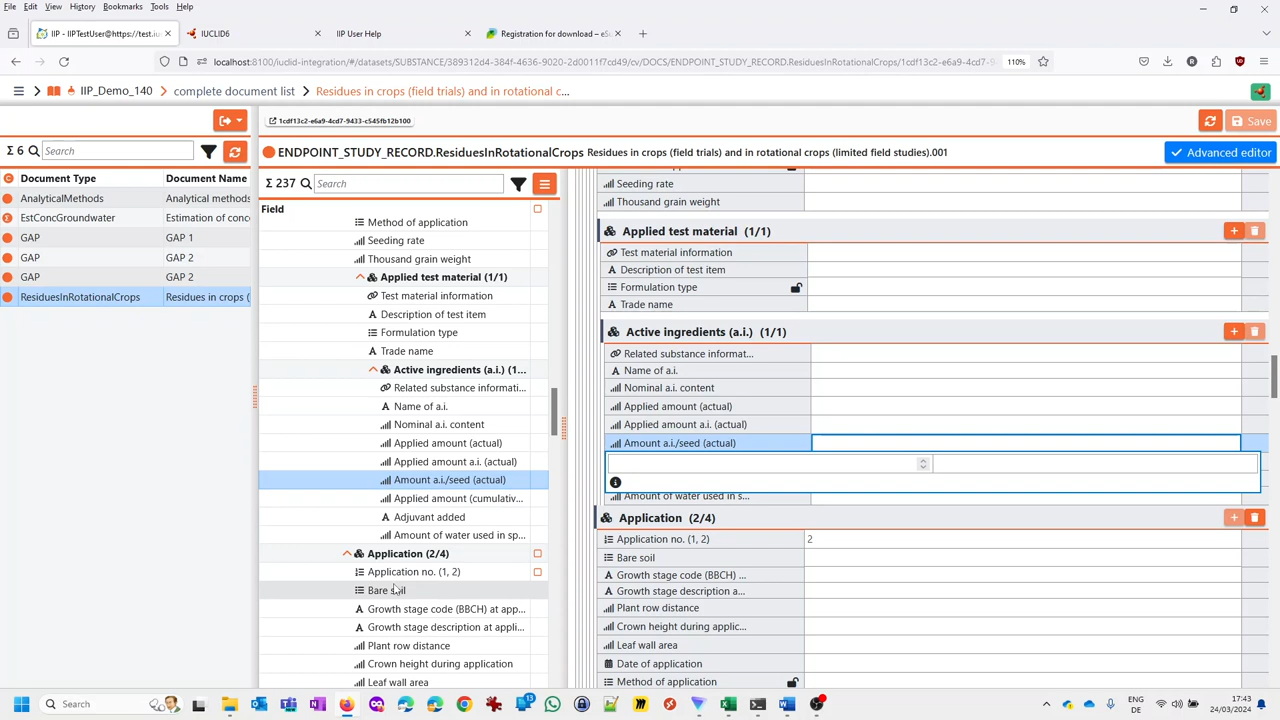 File Edit View History Bookmarks Tools Help
IIP - IIPTestUser@https://test.iu
IUCLID6
IIP User Help
Registration for download – eSu
localhost:8100/iuclid-integration/#/datasets/SUBSTANCE/389312d4-384f-4636-9020-2d0011f7cd49/cv/DOCS/ENDPOINT_STUDY_RECORD.ResiduesInRotationalCrops/1cdf13c2-e6a9-4cd7-9
110%
IIP_Demo_140
complete document list
Residues in crops (field trials) and in rotational c...
1cdf13c2-e6a9-4cd7-9433-c545fb12b100
Save
Σ 6
Search
ENDPOINT_STUDY_RECORD.ResiduesInRotationalCrops Residues in crops (field trials) and in rotational crops (limited field studies).001
Advanced editor
Document Type
Document Name
AnalyticalMethods
Analytical methods
EstConcGroundwater
Estimation of conc
GAP
GAP 1
GAP
GAP 2
GAP
GAP 2
ResiduesInRotationalCrops
Residues in crops (
Σ 237
Search
Field
Method of application
Seeding rate
Thousand grain weight
Applied test material (1/1)
Test material information
Description of test item
Formulation type
Trade name
Active ingredients (a.i.) (1...
Related substance informati...
Name of a.i.
Nominal a.i. content
Applied amount (actual)
Applied amount a.i. (actual)
Amount a.i./seed (actual)
Applied amount (cumulativ...
Adjuvant added
Amount of water used in sp...
Application (2/4)
Application no. (1, 2)
Bare soil
Growth stage code (BBCH) at app...
Growth stage description at appli...
Plant row distance
Crown height during application
Leaf wall area
Seeding rate
Thousand grain weight
Applied test material (1/1)
Test material information
Description of test item
Formulation type
Trade name
Active ingredients (a.i.) (1/1)
Related substance informat...
Name of a.i.
Nominal a.i. content
Applied amount (actual)
Applied amount a.i. (actual)
Amount a.i./seed (actual)
Amount of water used in s...
Application (2/4)
Application no. (1, 2)
2
Bare soil
Growth stage code (BBCH) ...
Growth stage description a...
Plant row distance
Crown height during applic...
Leaf wall area
Date of application
Method of application
Search
13
ENG
DE
17:43
24/03/2024